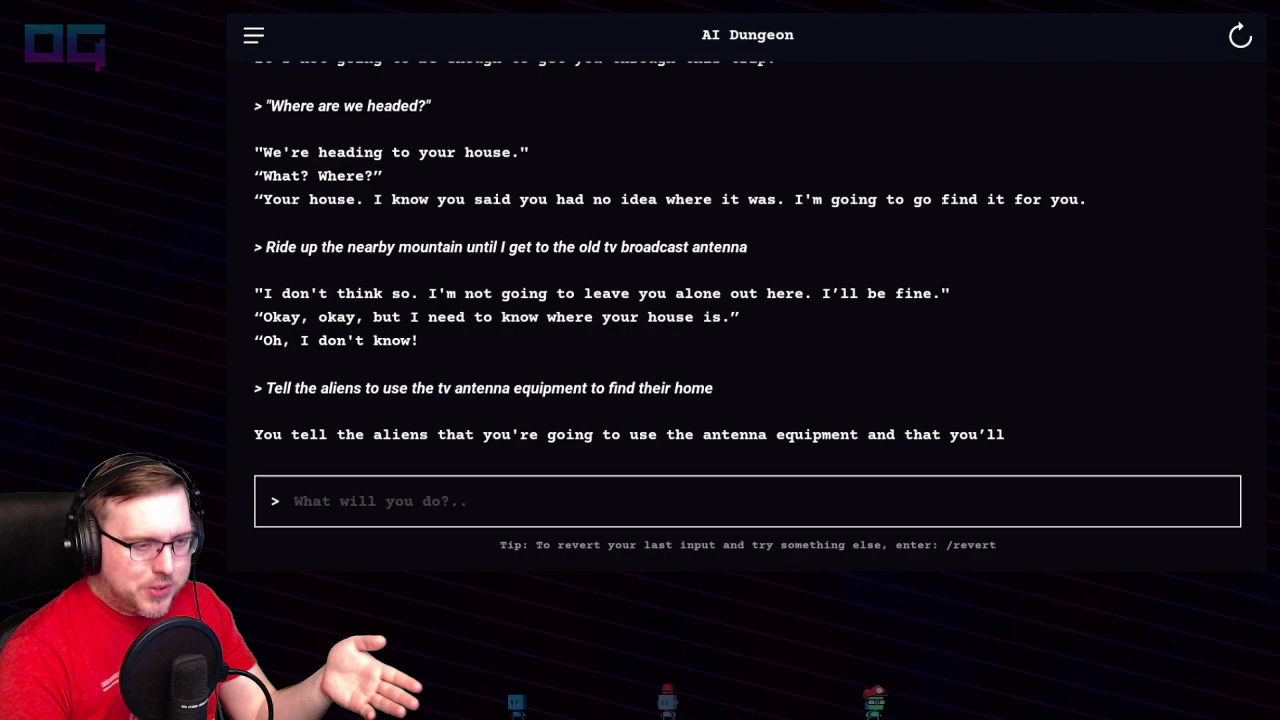 OG
AI Dungeon
> "Where are we headed?"
"We're heading to your house."
“What? Where?”
“Your house. I know you said you had no idea where it was. I'm going to go find it for you.
> Ride up the nearby mountain until I get to the old tv broadcast antenna
"I don't think so. I'm not going to leave you alone out here. I’ll be fine."
“Okay, okay, but I need to know where your house is.”
“Oh, I don't know!
> Tell the aliens to use the tv antenna equipment to find their home
You tell the aliens that you're going to use the antenna equipment and that you’ll
> What will you do?..
Tip: To revert your last input and try something else, enter: /revert